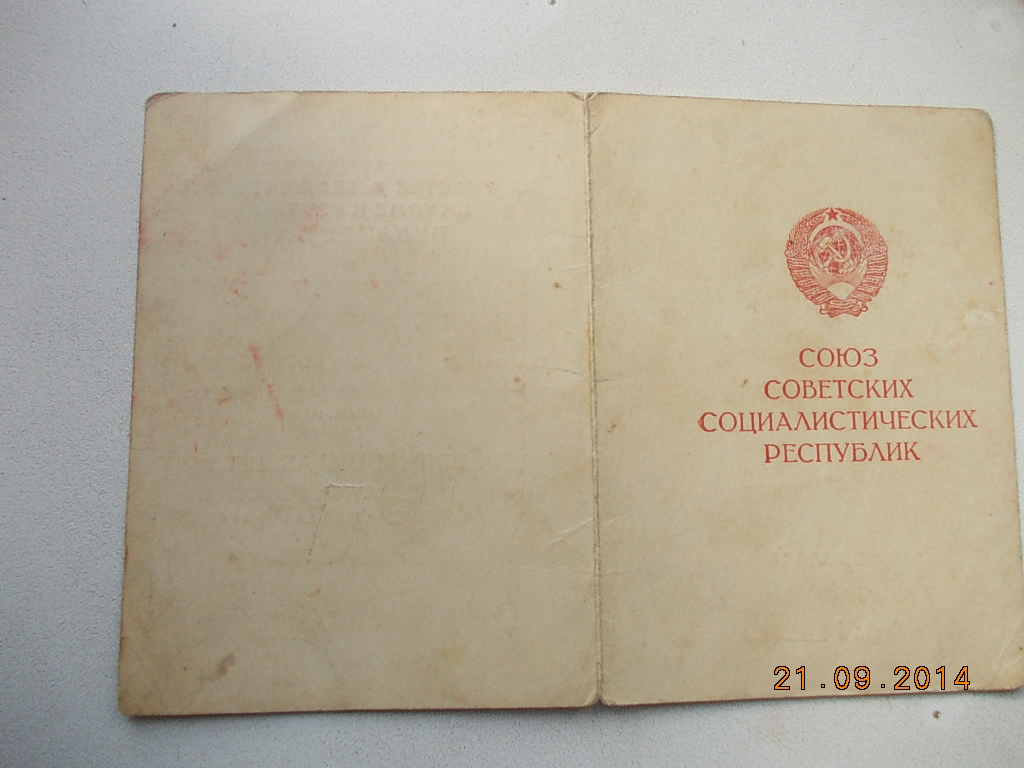 СОЮЗ
СОВЕТСКИХ
СОЦИАЛИСТИЧЕСКИХ
РЕСПУБЛИК
21.09.2014